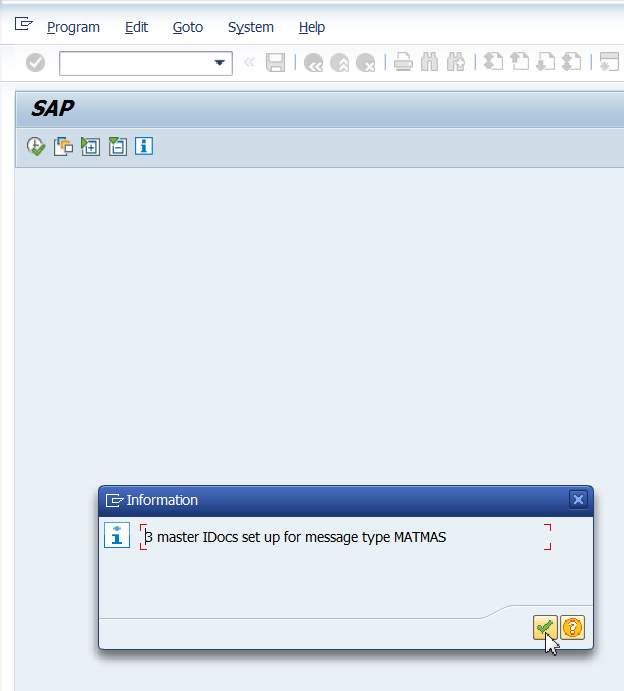 Program Edit Goto System Help
SAP
Information
3 master IDocs set up for message type MATMAS